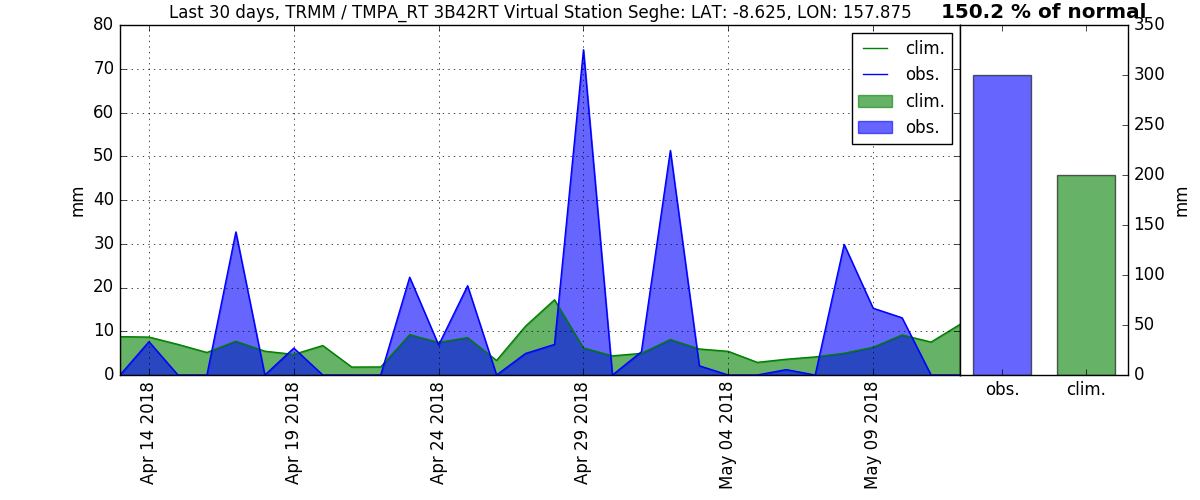 Last 30 days, TRMM / TMPA_RT 3B42RT Virtual Station Seghe: LAT: -8.625, LON: 157.875
150.2 % of normal
80
70
60
50
40
30
20
10
0
mm
clim.
obs.
clim.
obs.
350
300
250
200
150
100
50
0
mm
Apr 14 2018
Apr 19 2018
Apr 24 2018
Apr 29 2018
May 04 2018
May 09 2018
obs.
clim.